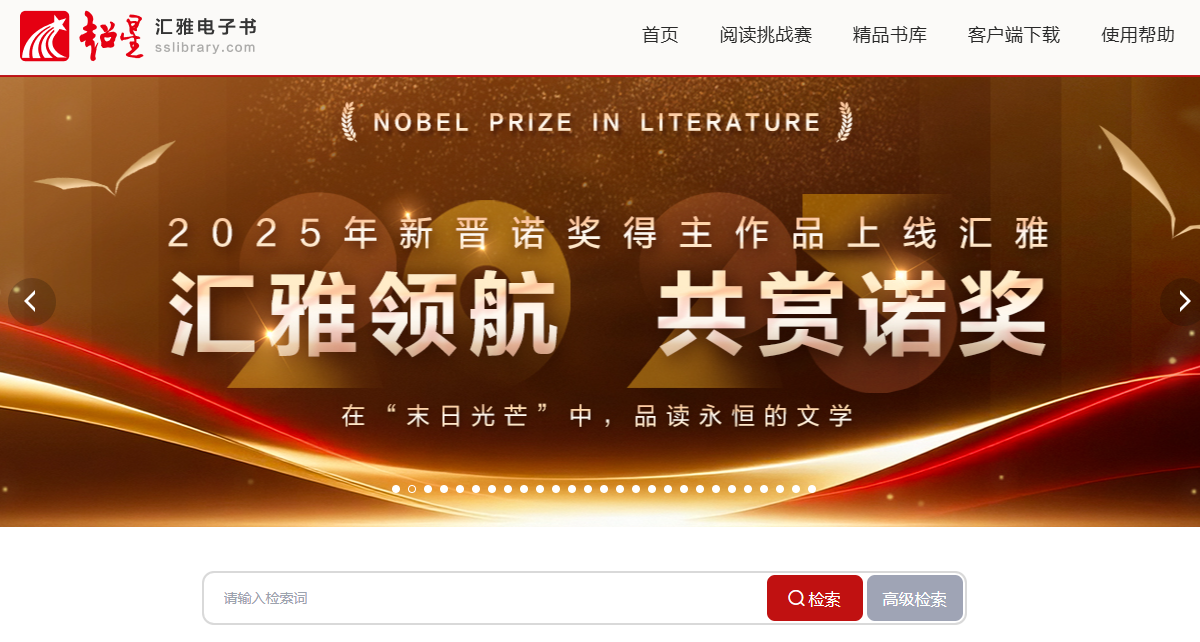 超星 汇雅电子书
sslibrary.com
首页 阅读挑战赛 精品书库 客户端下载 使用帮助
NOBEL PRIZE IN LITERATURE
2025
2025年新晋诺奖得主作品上线汇雅
汇雅领航 共赏诺奖
在“末日光芒”中，品读永恒的文学
请输入检索词 检索 高级检索